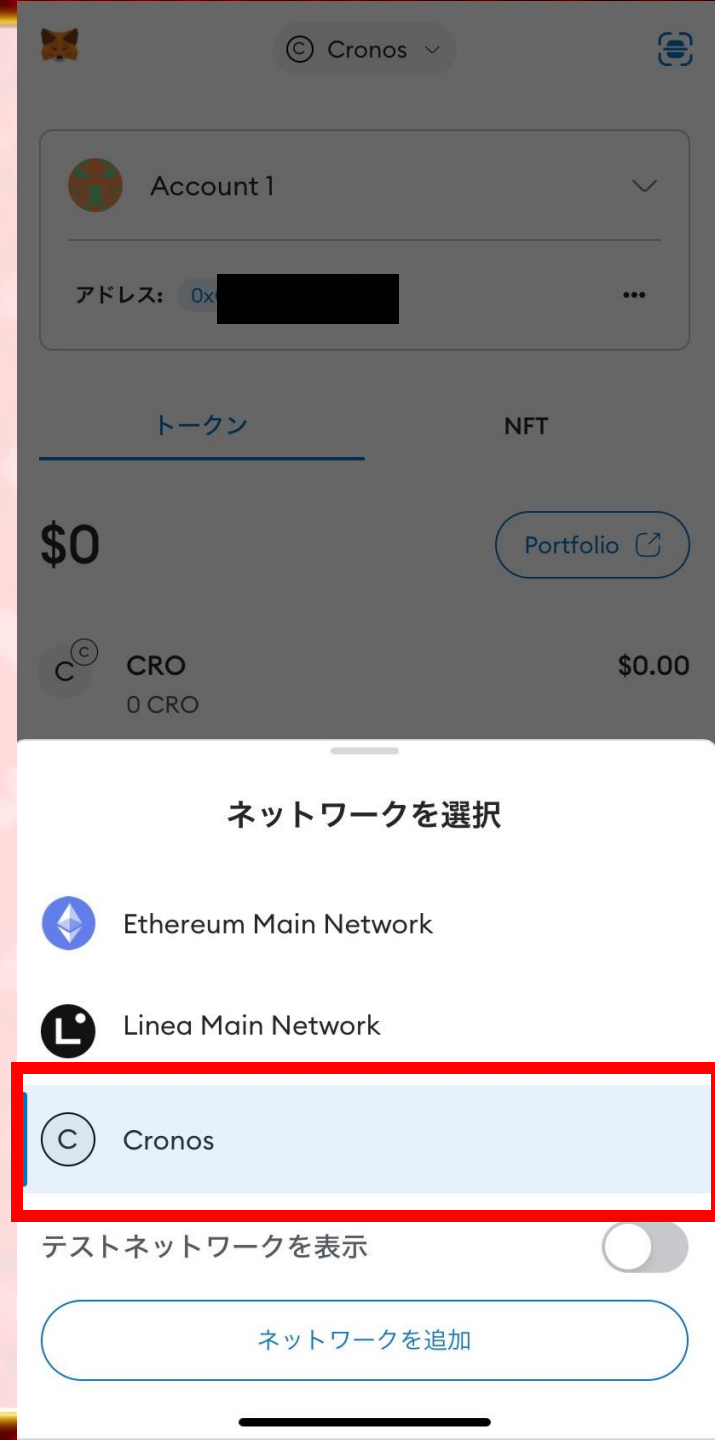 C Cronos
Account 1
アドレス: 0x
トークン NFT
$0
Portfolio
C C CRO $0.00
0 CRO
ネットワークを選択
Ethereum Main Network
L Linea Main Network
C Cronos
テストネットワークを表示
ネットワークを追加